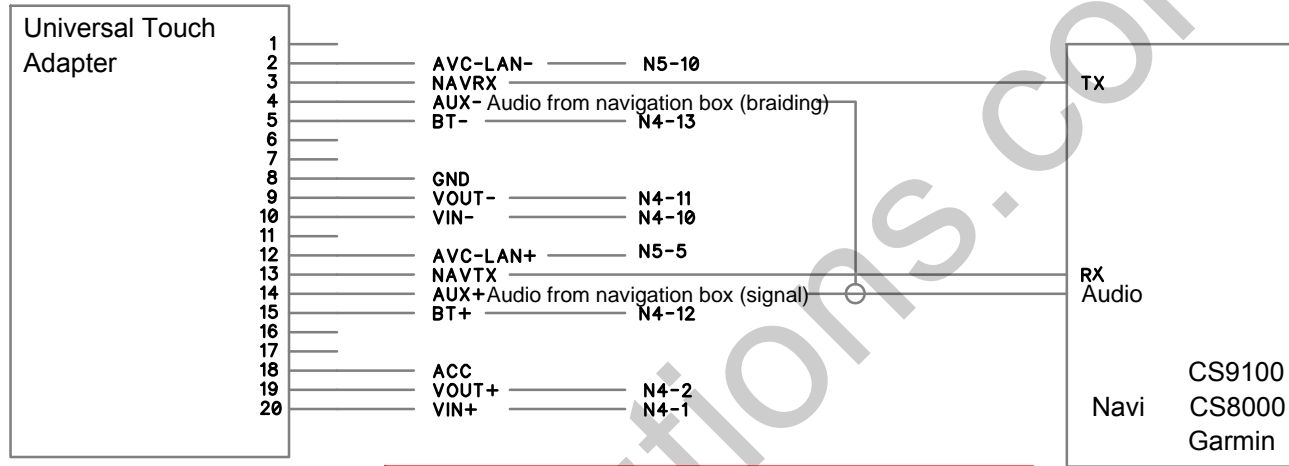 Universal Touch
Adapter
1
2 AVC-LAN- N5-10
3 NAVRX TX
4 AUX- Audio from navigation box (braiding)
5 BT- N4-13
6
7
8 GND
9 VOUT- N4-11
10 VIN- N4-10
11
12 AVC-LAN+ N5-5
13 NAVTX RX
14 AUX+ Audio from navigation box (signal) Audio
15 BT+ N4-12
16
17
18 ACC
19 VOUT+ N4-2
20 VIN+ N4-1
CS9100
Navi CS8000
Garmin
tions.co